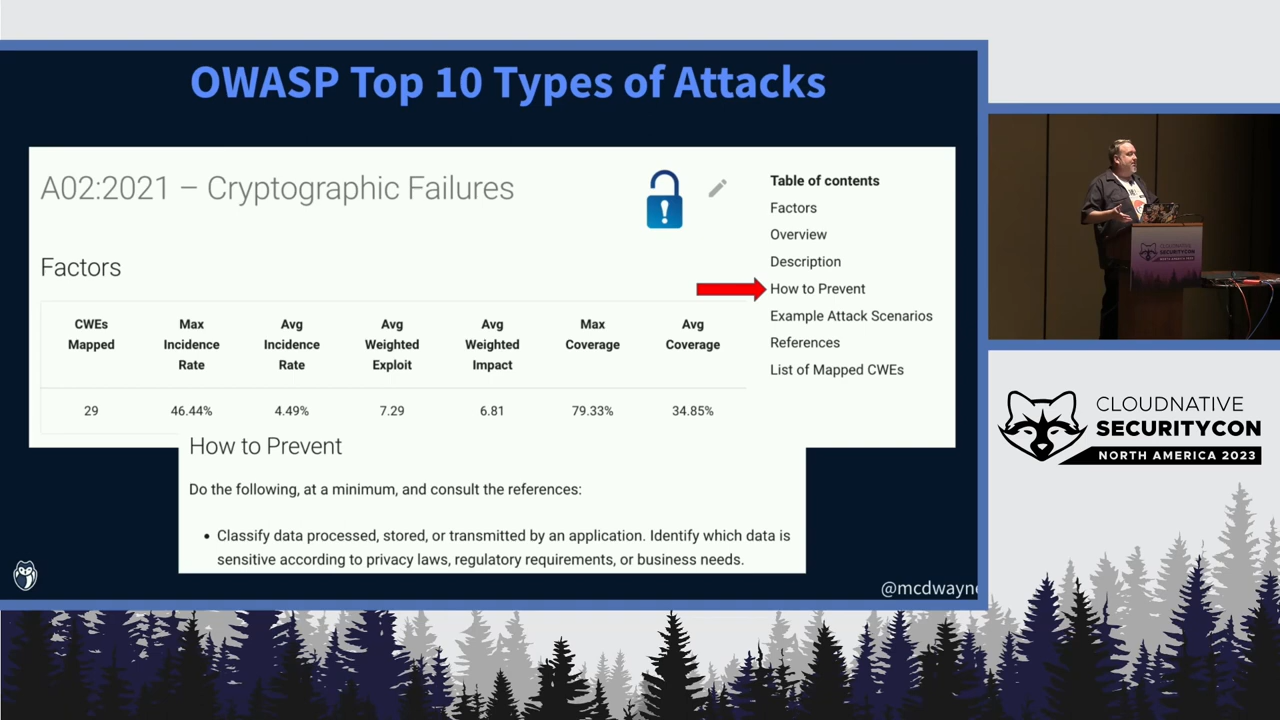 OWASP Top 10 Types of Attacks
A02:2021 – Cryptographic Failures
Factors
CWEs Mapped
Max Incidence Rate
Avg Incidence Rate
Avg Weighted Exploit
Avg Weighted Impact
Max Coverage
Avg Coverage
29 46.44% 4.49% 7.29 6.81 79.33% 34.85%
Table of contents
Factors
Overview
Description
How to Prevent
Example Attack Scenarios
References
List of Mapped CWEs
How to Prevent
Do the following, at a minimum, and consult the references:
• Classify data processed, stored, or transmitted by an application. Identify which data is
sensitive according to privacy laws, regulatory requirements, or business needs.
@mcdwayne
CLOUDNATIVE
SECURITYCON
NORTH AMERICA 2023
CLOUDNATIVE
SECURITYCON